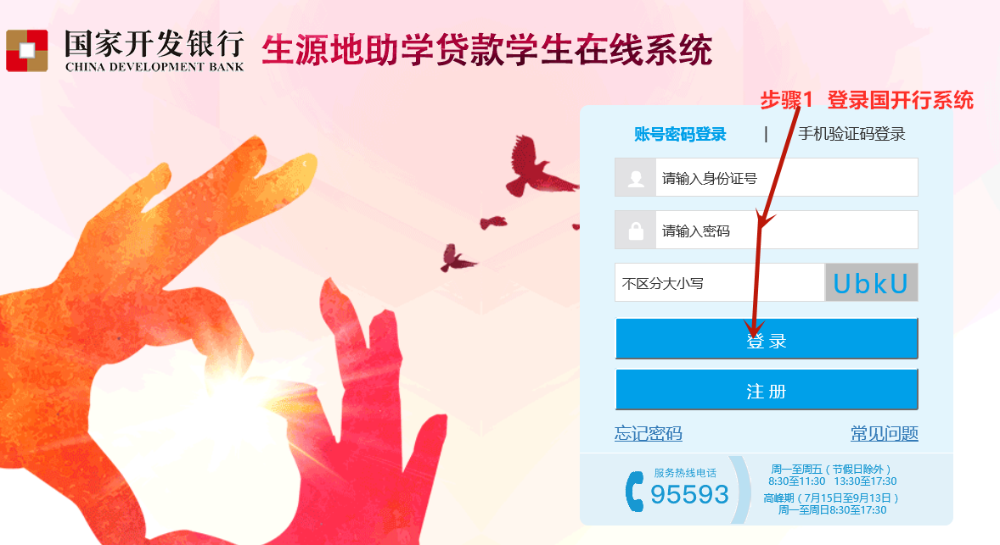 国家开发银行
CHINA DEVELOPMENT BANK
生源地助学贷款学生在线系统
步骤1 登录国开行系统
账号密码登录 | 手机验证码登录
请输入身份证号
请输入密码
不区分大小写 UbkU
登 录
注 册
忘记密码 常见问题
服务热线电话
95593
周一至周五（节假日除外）
8:30至11:30 13:30至17:30
高峰期（7月15日至9月13日）
周一至周日8:30至17:30